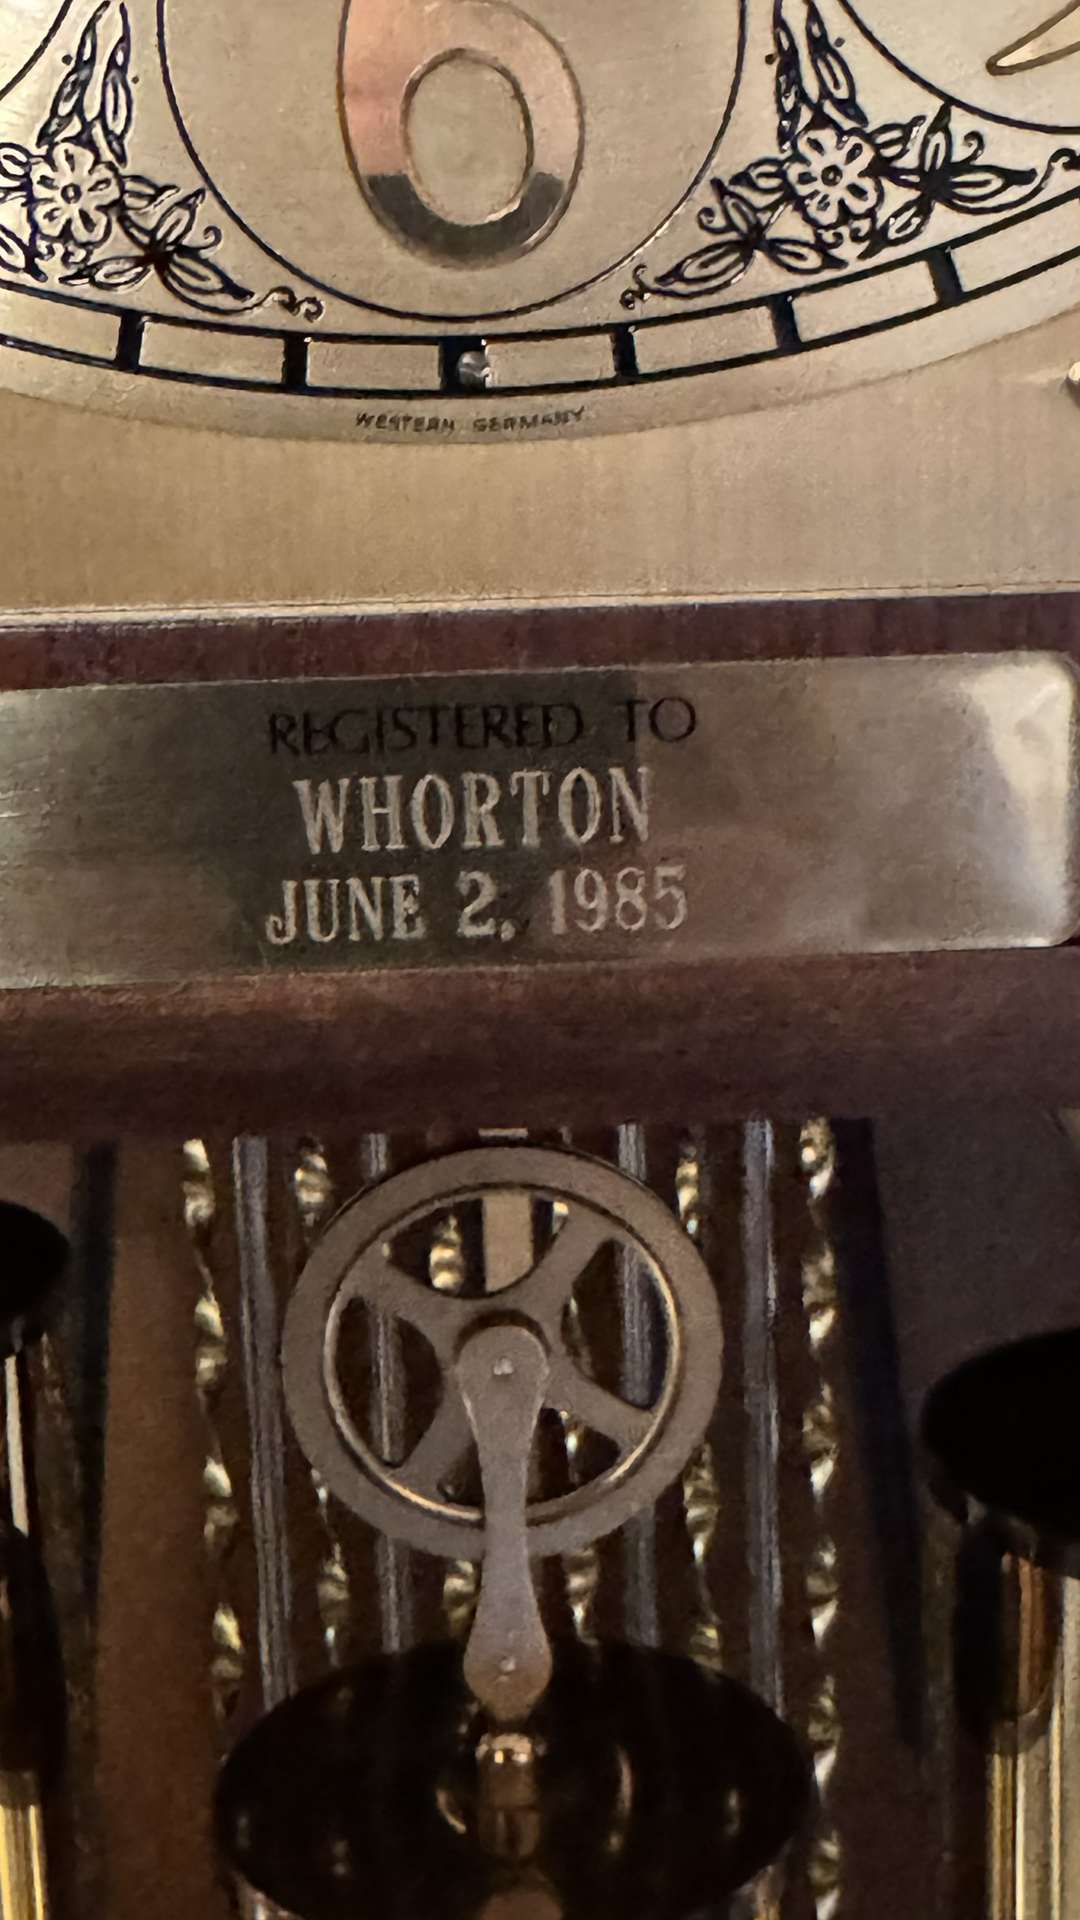 6
WESTERN GERMANY
REGISTERED TO
WHORTON
JUNE 2, 1985